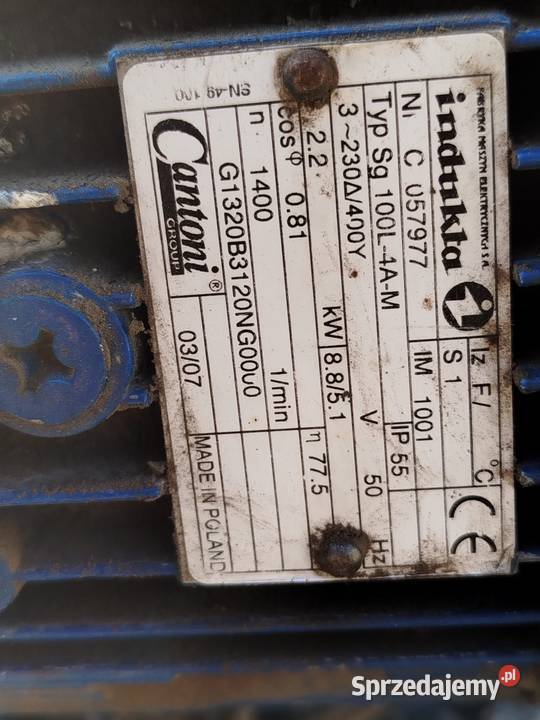 indukta
FABRYKA MASZYN ELEKTRYCZNYCH S.A.
Iz F/ °C
CE
Nr C 057977
S 1
IM 1001
Typ Sg 100L-4A-M
IP 55
3~230Δ/400Y V 50 Hz
2.2 kW 8.8/5.1
cos φ 0.81 η 77.5
n 1400 1/min
G1320B3120NG0000
Cantoni®
GROUP
03/07
MADE IN POLAND
SN-49 100
Sprzedajemy.pl